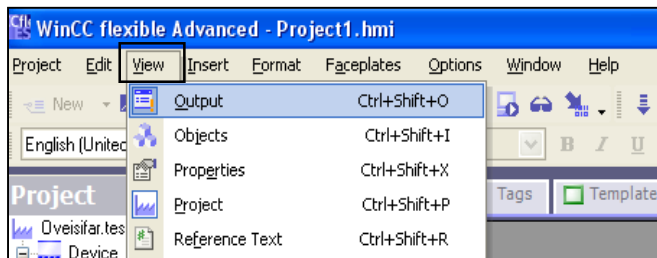 WinCC flexible Advanced - Project1.hmi
Project Edit View Insert Format Faceplates Options Window Help
New
Output Ctrl+Shift+O
English (United
Objects Ctrl+Shift+I
B I U
Properties Ctrl+Shift+X
Project
Project Ctrl+Shift+P
Tags
Template
Oveisifar.tes
Reference Text Ctrl+Shift+R
Device